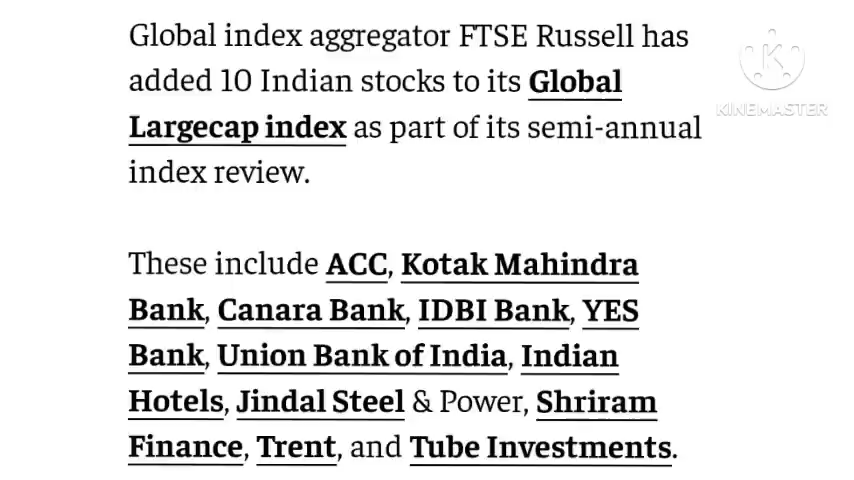 Global index aggregator FTSE Russell has
added 10 Indian stocks to its Global
Largecap index as part of its semi-annual
index review.
These include ACC, Kotak Mahindra
Bank, Canara Bank, IDBI Bank, YES
Bank, Union Bank of India, Indian
Hotels, Jindal Steel & Power, Shriram
Finance, Trent, and Tube Investments.
K
KINEMASTER